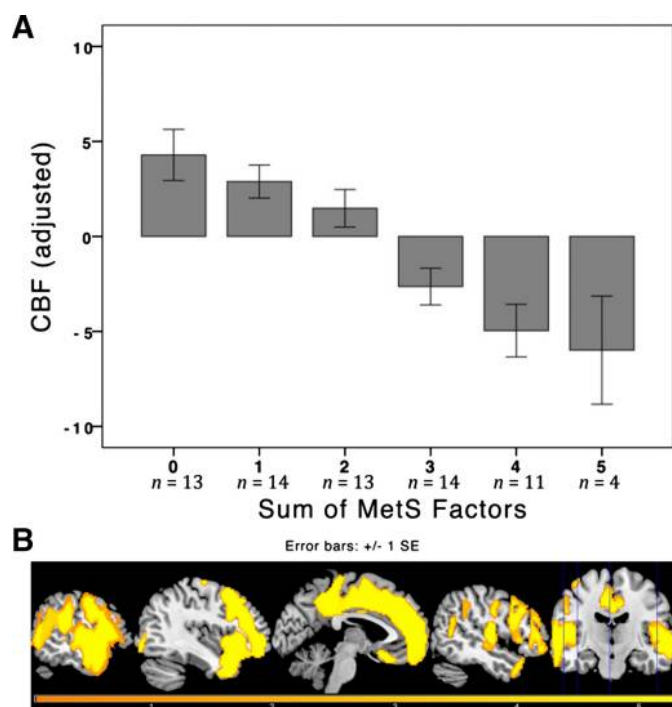 A
10
5
0
- 5
-10
CBF (adjusted)
0 1 2 3 4 5
n = 13 n = 14 n = 13 n = 14 n = 11 n = 4
Sum of MetS Factors
B
Error bars: +/- 1 SE